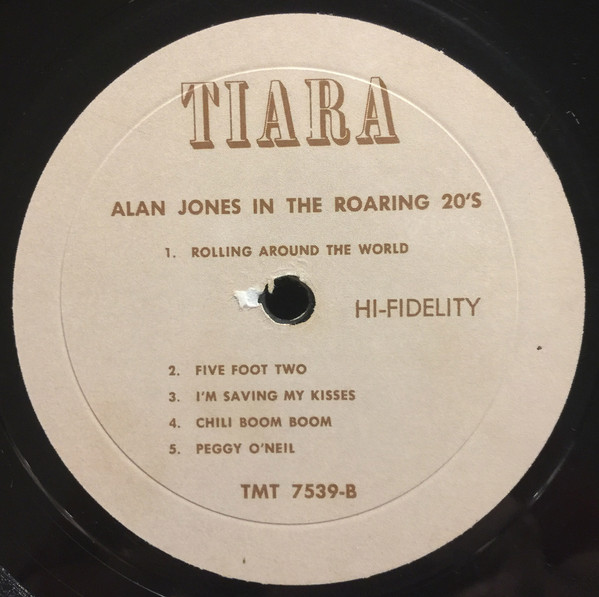 TIARA
ALAN JONES IN THE ROARING 20'S
1. ROLLING AROUND THE WORLD
HI-FIDELITY
2. FIVE FOOT TWO
3. I'M SAVING MY KISSES
4. CHILI BOOM BOOM
5. PEGGY O'NEIL
TMT 7539-B